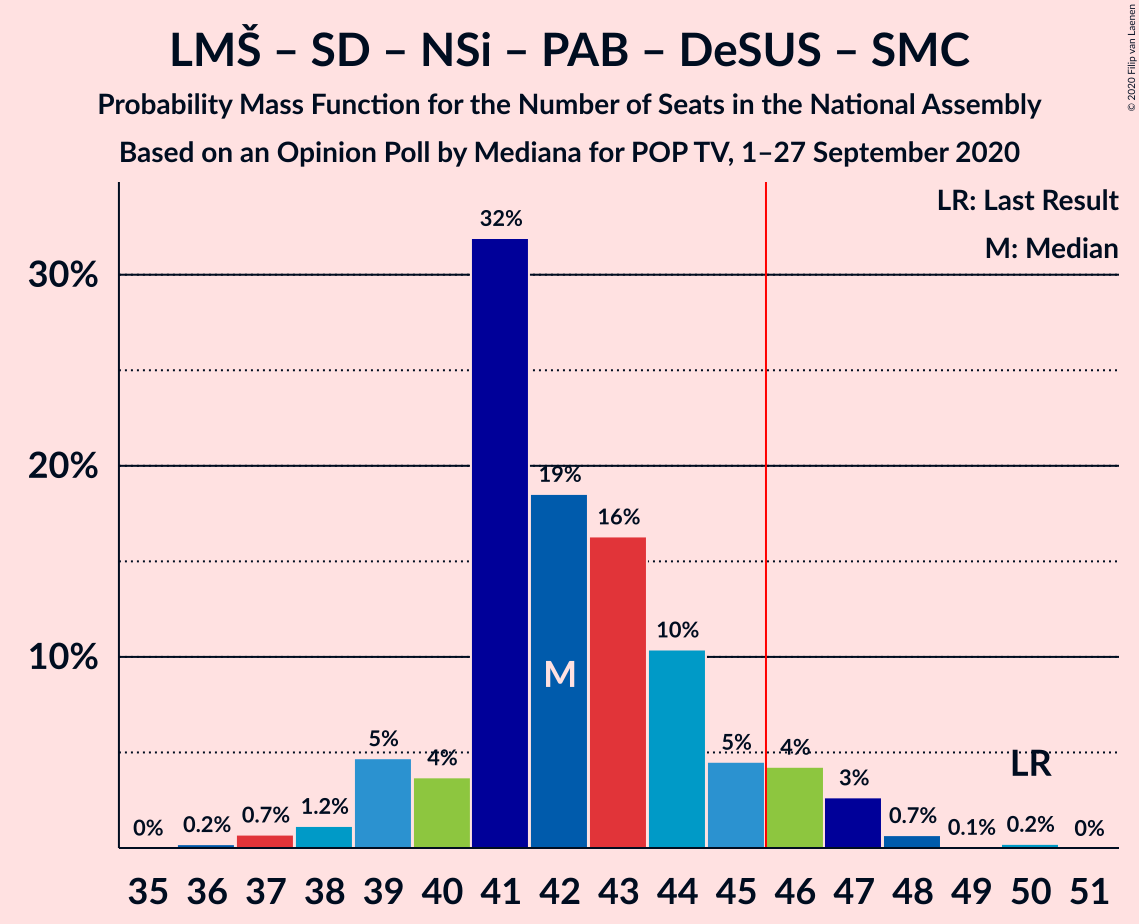 LMŠ – SD – NSi – PAB – DeSUS – SMC
Probability Mass Function for the Number of Seats in the National Assembly
Based on an Opinion Poll by Mediana for POP TV, 1–27 September 2020
© 2020 Filip van Laenen
LR: Last Result
M: Median
30%
20%
10%
0%
0.2%
0.7%
1.2%
5%
4%
32%
19%
16%
10%
5%
4%
3%
0.7%
0.1%
0.2%
0%
M
LR
35 36 37 38 39 40 41 42 43 44 45 46 47 48 49 50 51